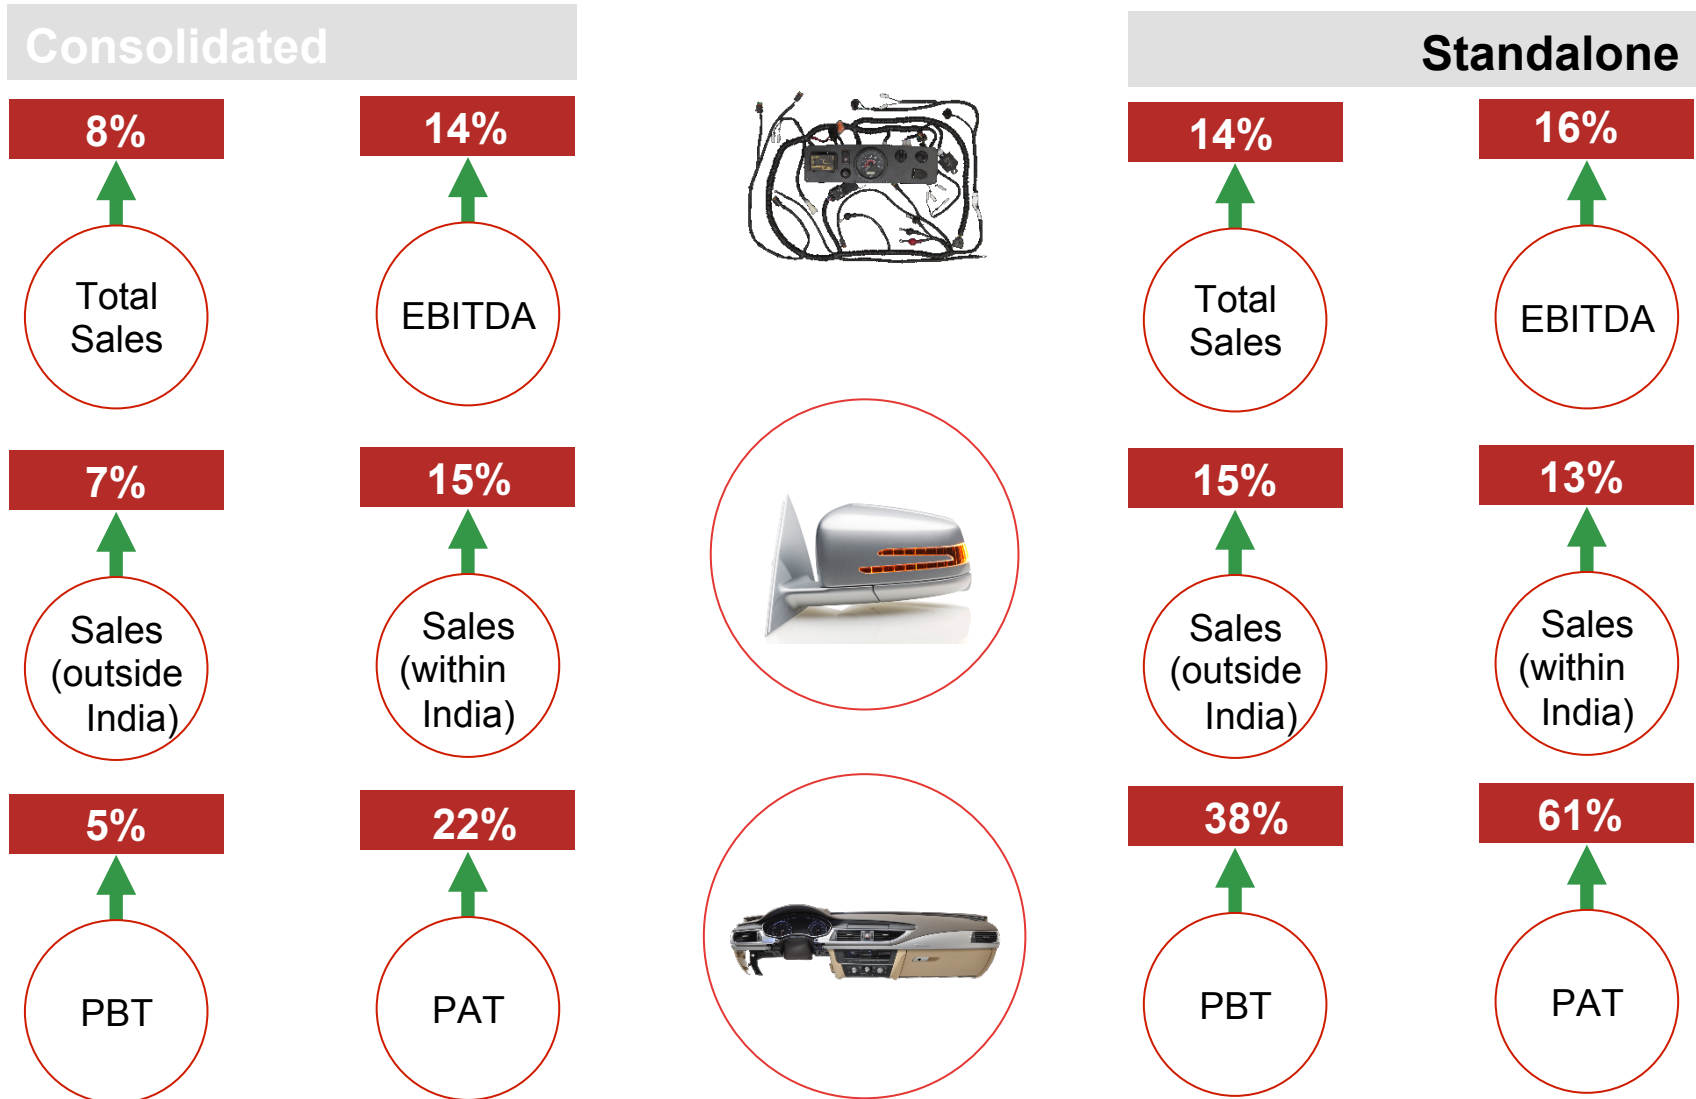 Consolidated
Standalone
8%
14%
14%
16%
Total
Sales
EBITDA
Total
Sales
EBITDA
7%
15%
15%
13%
Sales
(outside
India)
Sales
(within
India)
Sales
(outside
India)
Sales
(within
India)
5%
22%
38%
61%
PBT
PAT
PBT
PAT